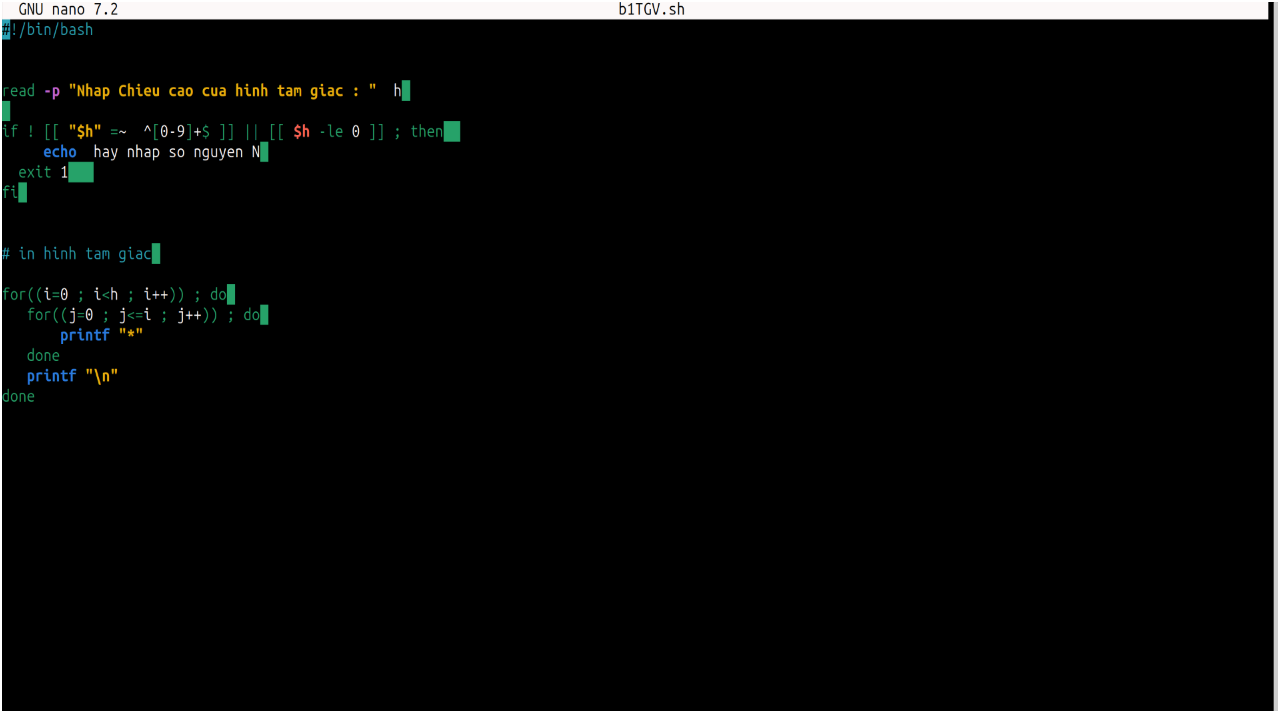 GNU nano 7.2 b1TGV.sh
#!/bin/bash
read -p "Nhap Chieu cao cua hinh tam giac : "  h
if ! [[ "$h" =~  ^[0-9]+$ ]] || [[ $h -le 0 ]] ; then
     echo  hay nhap so nguyen N
  exit 1
fi
# in hinh tam giac
for((i=0 ; i<h ; i++)) ; do
   for((j=0 ; j<=i ; j++)) ; do
       printf "*"
   done
   printf "\n"
done